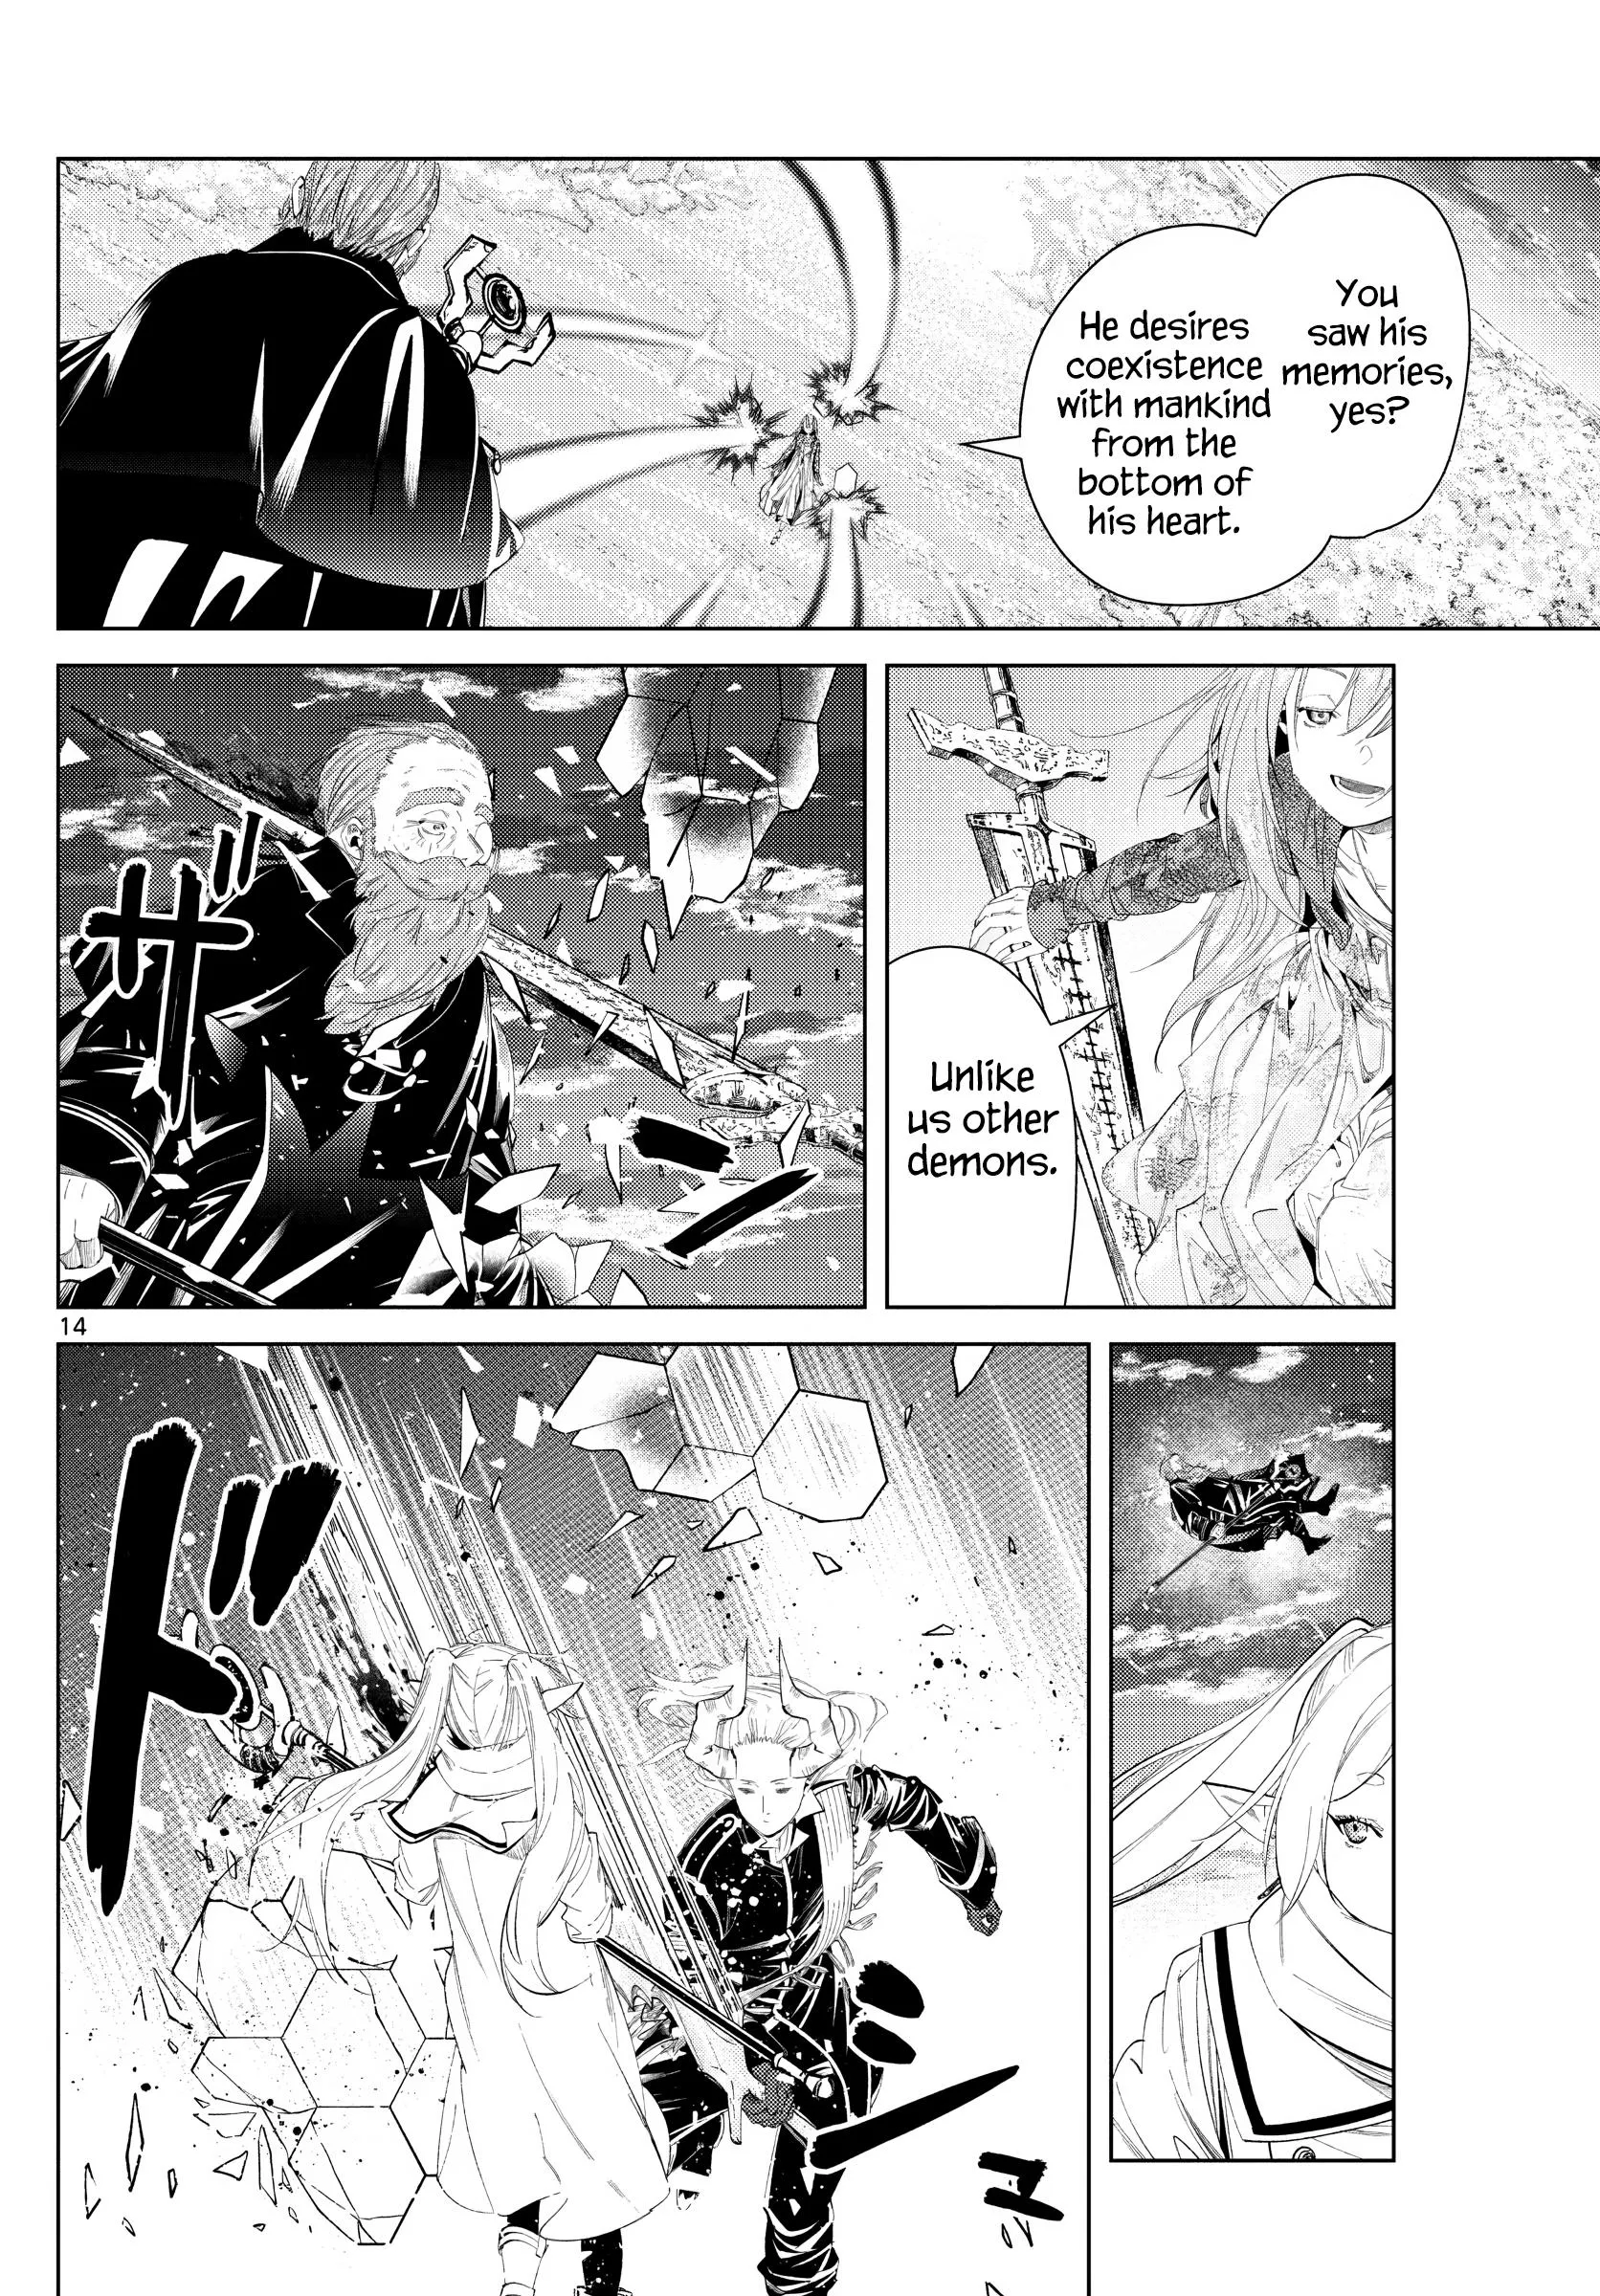 You
saw his
memories,
yes?
He desires
coexistence
with mankind
from the
bottom of
his heart.
Unlike
us other
demons.
ザ
14
ドッ